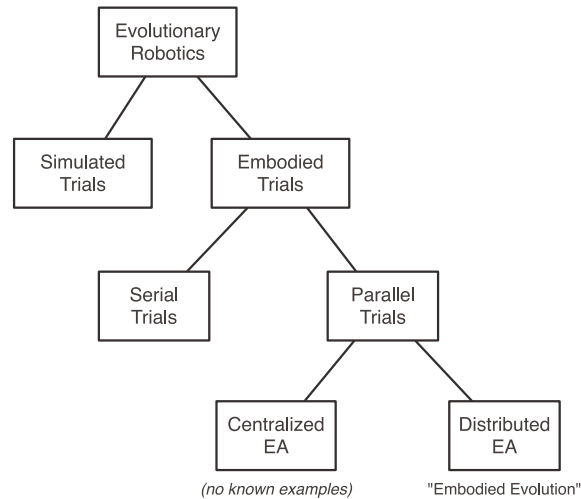 Evolutionary
Robotics
Simulated
Trials
Embodied
Trials
Serial
Trials
Parallel
Trials
Centralized
EA
Distributed
EA
(no known examples)
"Embodied Evolution"